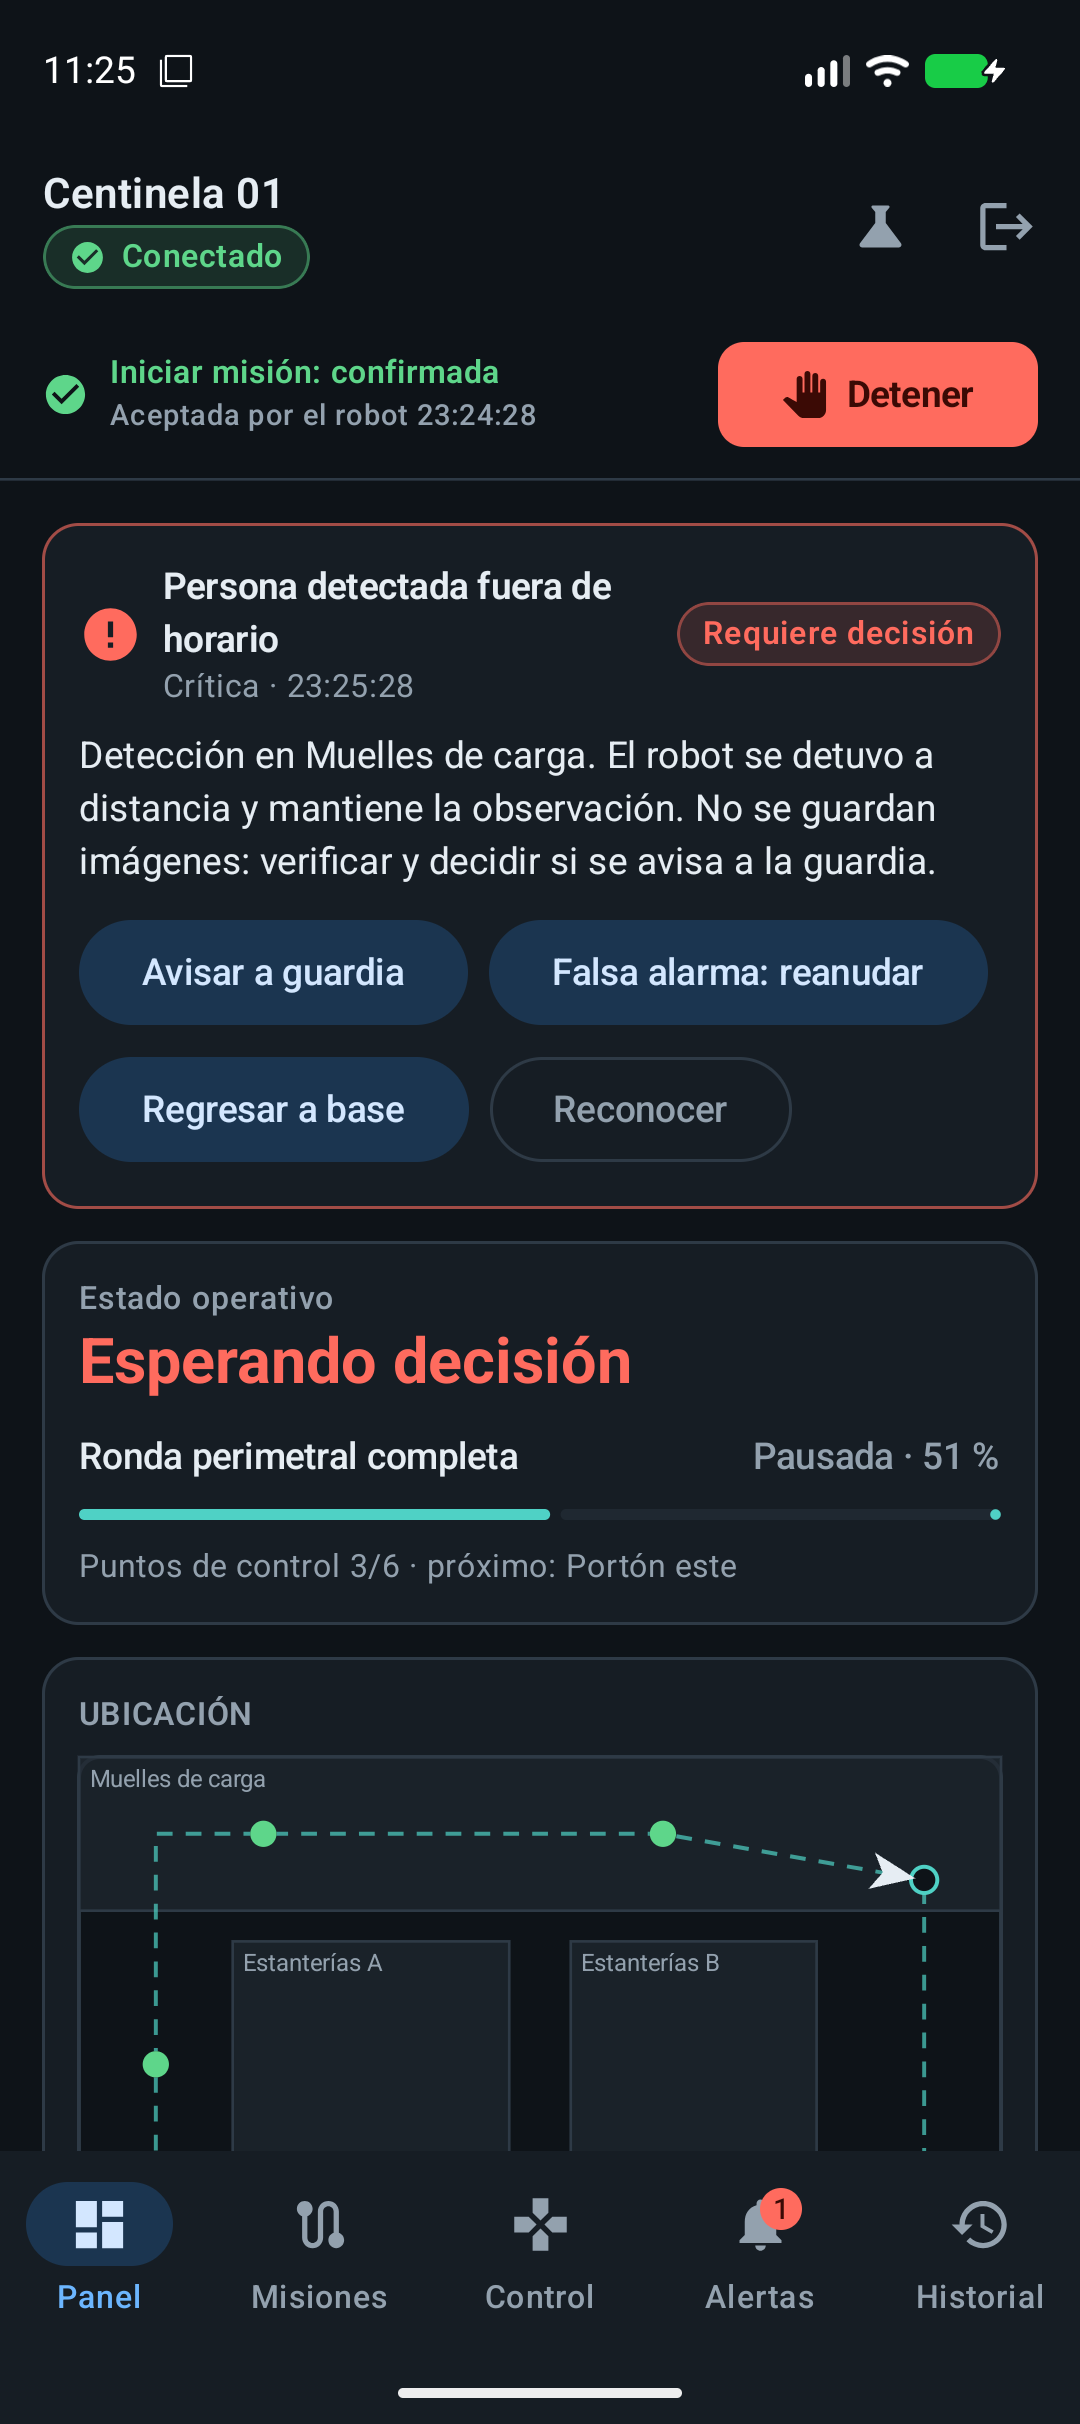 11:25
Centinela 01
Conectado
Iniciar misión: confirmada
Aceptada por el robot 23:24:28
Detener
Persona detectada fuera de
horario
Crítica · 23:25:28
Requiere decisión
Detección en Muelles de carga. El robot se detuvo a
distancia y mantiene la observación. No se guardan
imágenes: verificar y decidir si se avisa a la guardia.
Avisar a guardia
Falsa alarma: reanudar
Regresar a base
Reconocer
Estado operativo
Esperando decisión
Ronda perimetral completa
Pausada · 51 %
Puntos de control 3/6 · próximo: Portón este
UBICACIÓN
Muelles de carga
Estanterías A
Estanterías B
1
Panel
Misiones
Control
Alertas
Historial